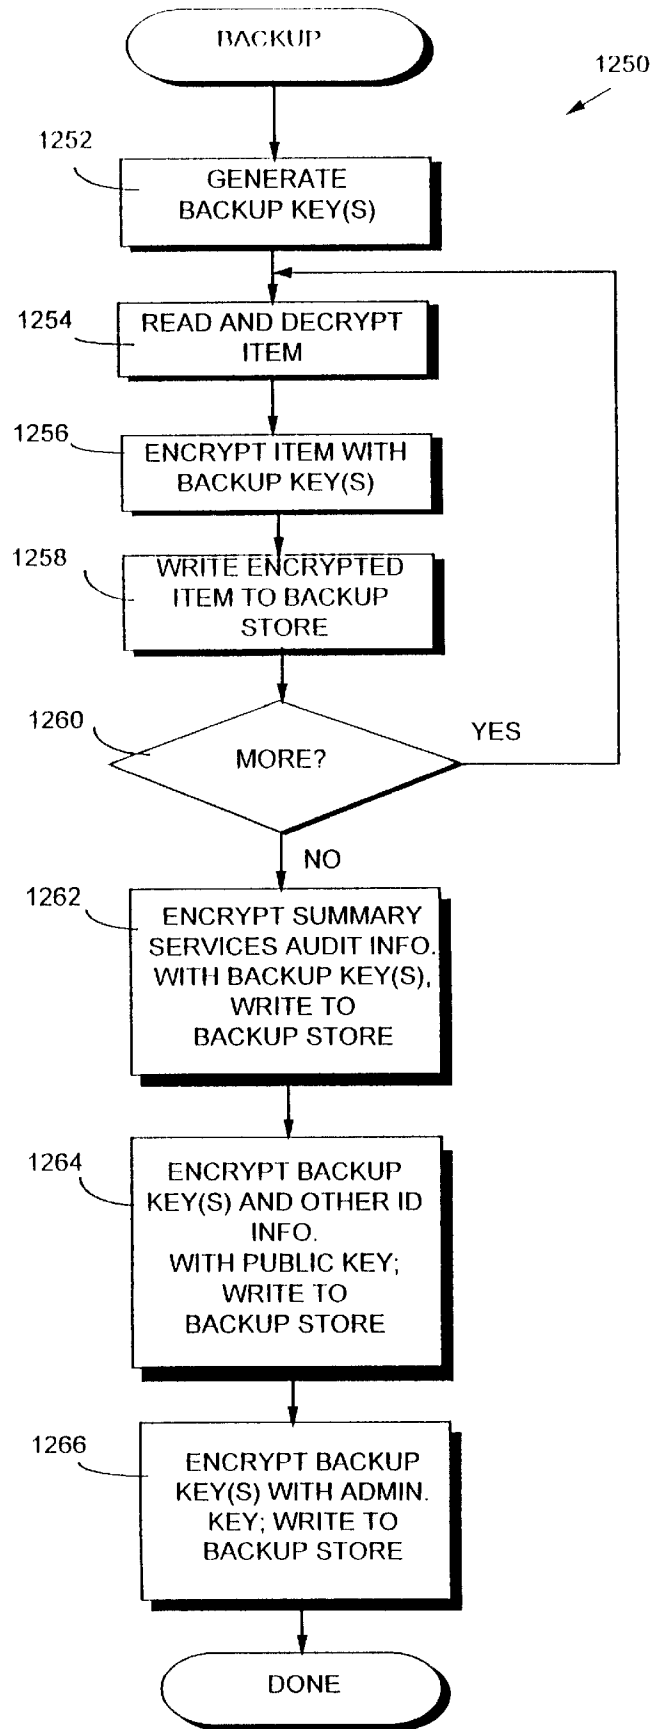 BACKUP
1250
1252
GENERATE
BACKUP KEY(S)
1254
READ AND DECRYPT
ITEM
1256
ENCRYPT ITEM WITH
BACKUP KEY(S)
1258
WRITE ENCRYPTED
ITEM TO BACKUP
STORE
1260
MORE?
YES
NO
1262
ENCRYPT SUMMARY
SERVICES AUDIT INFO.
WITH BACKUP KEY(S),
WRITE TO
BACKUP STORE
1264
ENCRYPT BACKUP
KEY(S) AND OTHER ID
INFO.
WITH PUBLIC KEY;
WRITE TO
BACKUP STORE
1266
ENCRYPT BACKUP
KEY(S) WITH ADMIN.
KEY; WRITE TO
BACKUP STORE
DONE